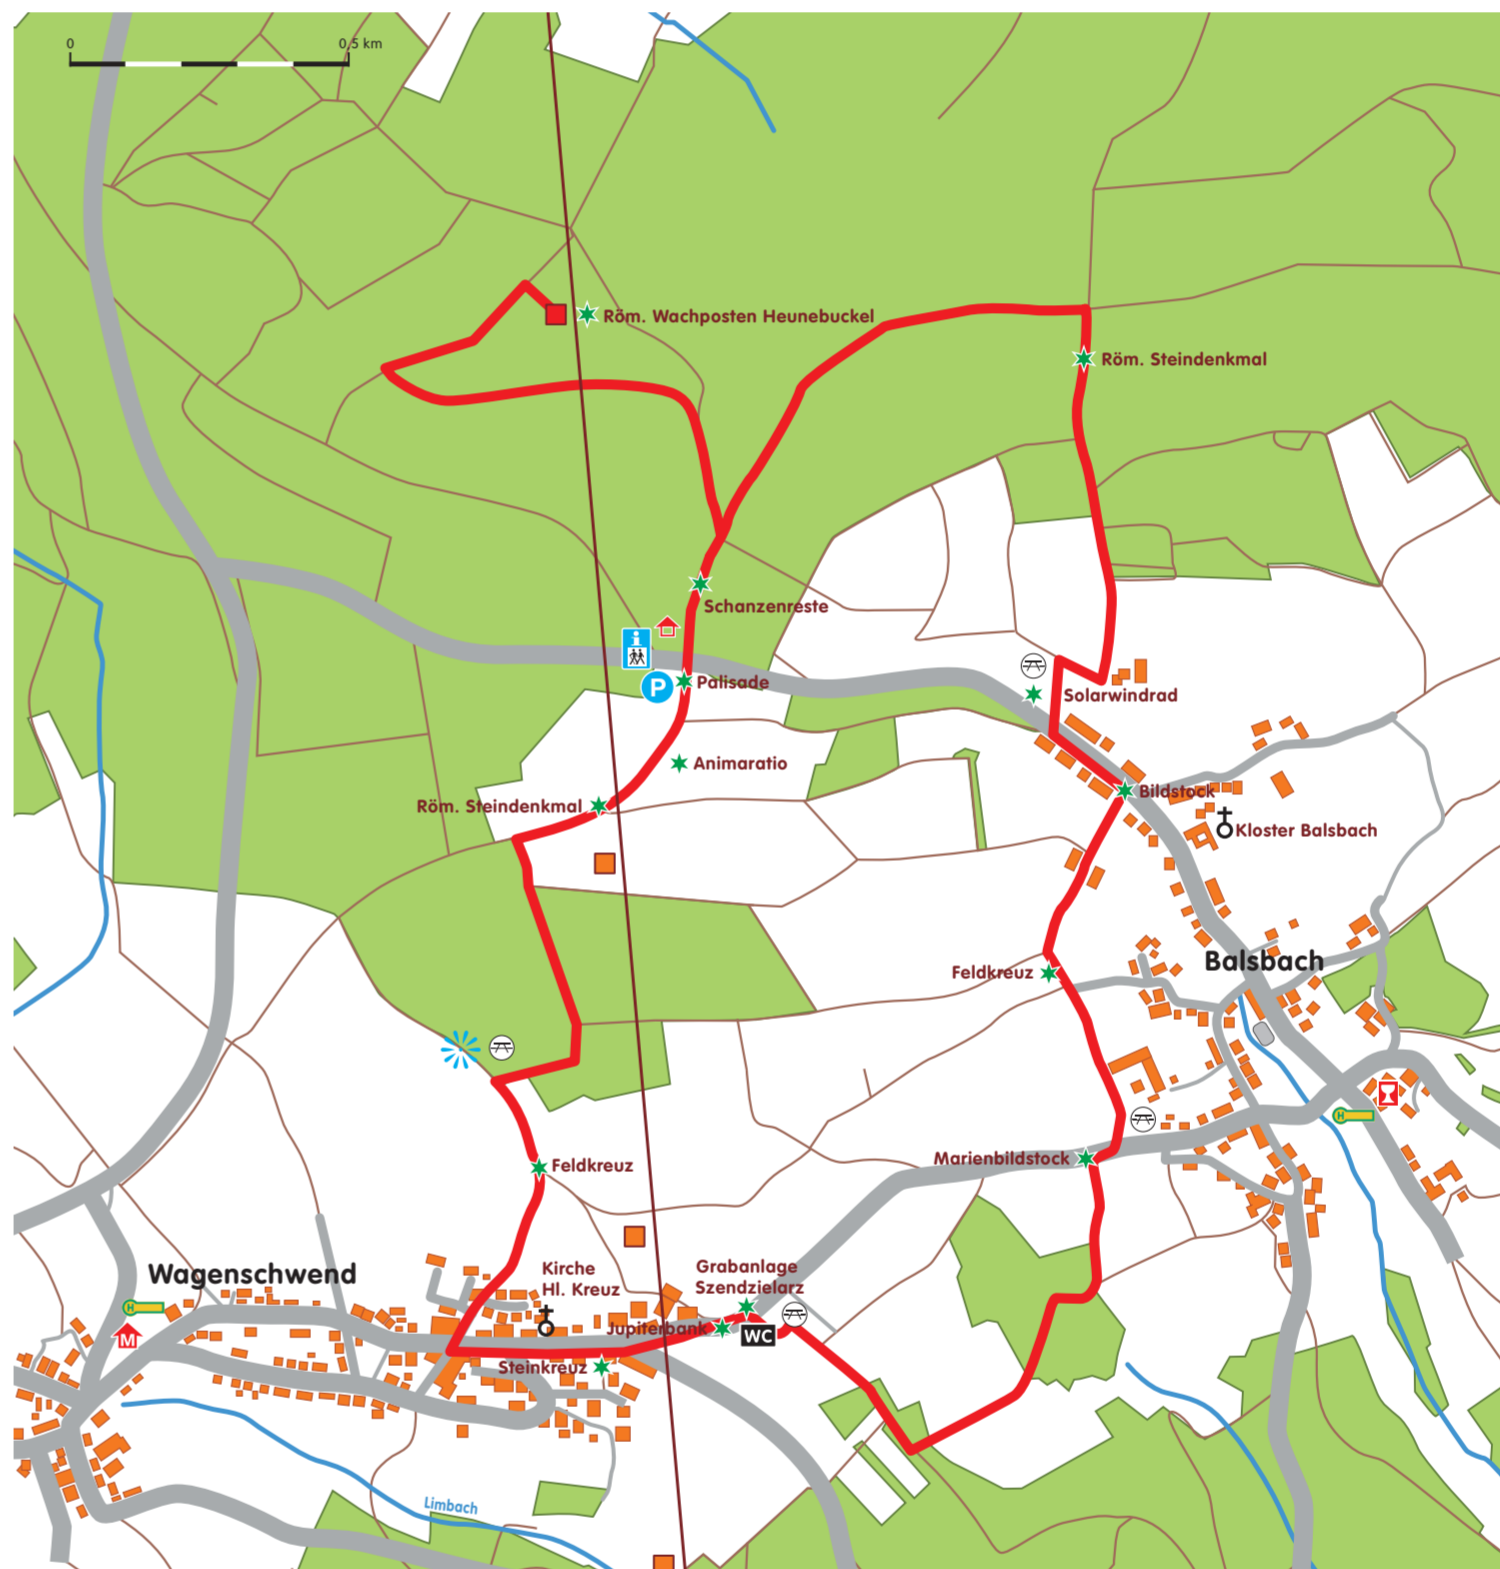 0
0,5 km
Röm. Wachposten Heunebuckel
Röm. Steindenkmal
Schanzenreste
i
P
Palisade
Solarwindrad
Animaratio
Bildstock
Röm. Steindenkmal
Kloster Balsbach
Balsbach
Feldkreuz
H
Marienbildstock
Feldkreuz
Wagenschwend
Kirche
Hl. Kreuz
Grabanlage
Szendzielarz
H
M
Jupiterbank
WC
Steinkreuz
Limbach